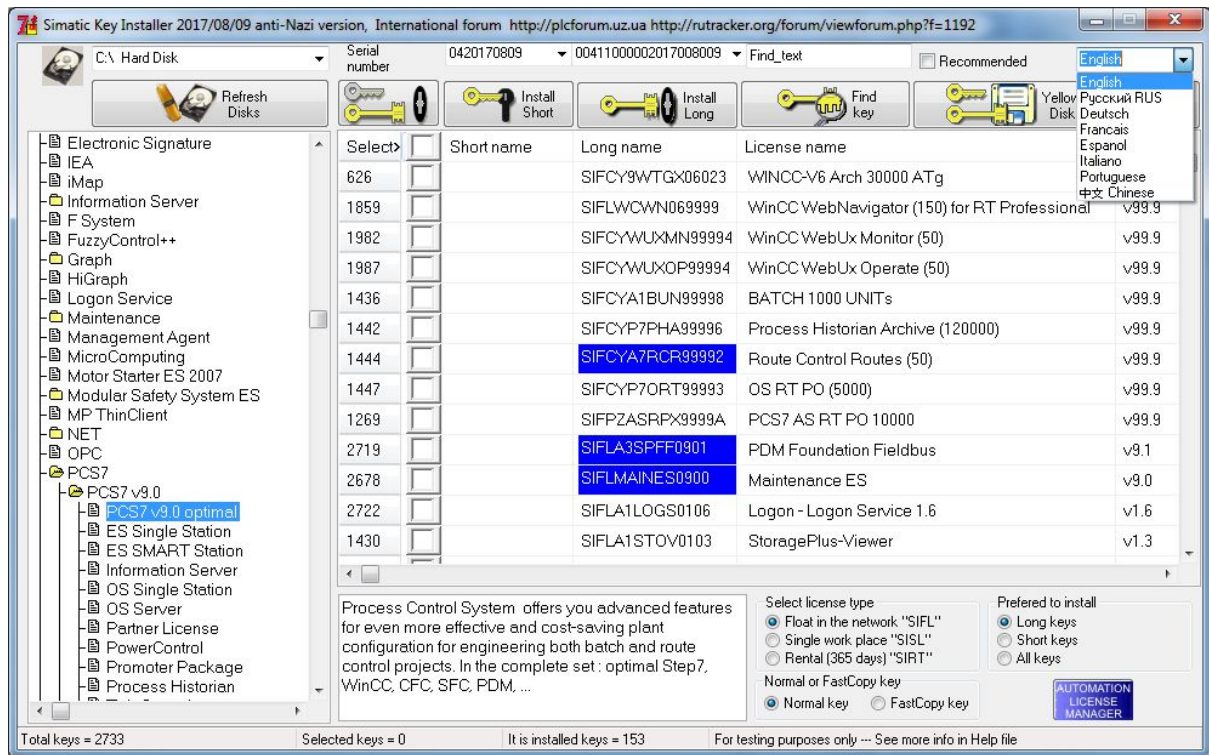 Simatic Key Installer 2017/08/09 anti-Nazi version, International forum http://plcforum.uz.ua http://rutracker.org/forum/viewforum.php?f=1192
C:\ Hard Disk
Serial number
0420170809
00411000002017008009
Find_text
Recommended
English
Refresh Disks
Install Short
Install Long
Find key
Yellow Disk
English
Русский RUS
Deutsch
Francais
Espanol
Italiano
Portuguese
中文 Chinese
Electronic Signature
IEA
iMap
Information Server
F System
FuzzyControl++
Graph
HiGraph
Logon Service
Maintenance
Management Agent
MicroComputing
Motor Starter ES 2007
Modular Safety System ES
MP ThinClient
NET
OPC
PCS7
PCS7 v9.0
PCS7 v9.0 optimal
ES Single Station
ES SMART Station
Information Server
OS Single Station
OS Server
Partner License
PowerControl
Promoter Package
Process Historian
Select> Short name Long name License name
626 SIFCY9WTGX06023 WINCC-V6 Arch 30000 ATg
1859 SIFLWCWN069999 WinCC WebNavigator (150) for RT Professional v99.9
1982 SIFCYWUXMN99994 WinCC WebUx Monitor (50) v99.9
1987 SIFCYWUXOP99994 WinCC WebUx Operate (50) v99.9
1436 SIFCYA1BUN99998 BATCH 1000 UNITs v99.9
1442 SIFCYP7PHA99996 Process Historian Archive (120000) v99.9
1444 SIFCYA7RCR99992 Route Control Routes (50) v99.9
1447 SIFCYP7ORT99993 OS RT PO (5000) v99.9
1269 SIFPZASRPX9999A PCS7 AS RT PO 10000 v99.9
2719 SIFLA3SPFF0901 PDM Foundation Fieldbus v9.1
2678 SIFLMAINES0900 Maintenance ES v9.0
2722 SIFLA1LOGS0106 Logon - Logon Service 1.6 v1.6
1430 SIFLA1STOV0103 StoragePlus-Viewer v1.3
Process Control System offers you advanced features
for even more effective and cost-saving plant
configuration for engineering both batch and route
control projects. In the complete set : optimal Step7,
WinCC, CFC, SFC, PDM, ...
Select license type
Float in the network "SIFL"
Single work place "SISL"
Rental (365 days) "SIRT"
Normal or FastCopy key
Normal key FastCopy key
Prefered to install
Long keys
Short keys
All keys
AUTOMATION
LICENSE
MANAGER
Total keys = 2733 Selected keys = 0 It is installed keys = 153 For testing purposes only --- See more info in Help file